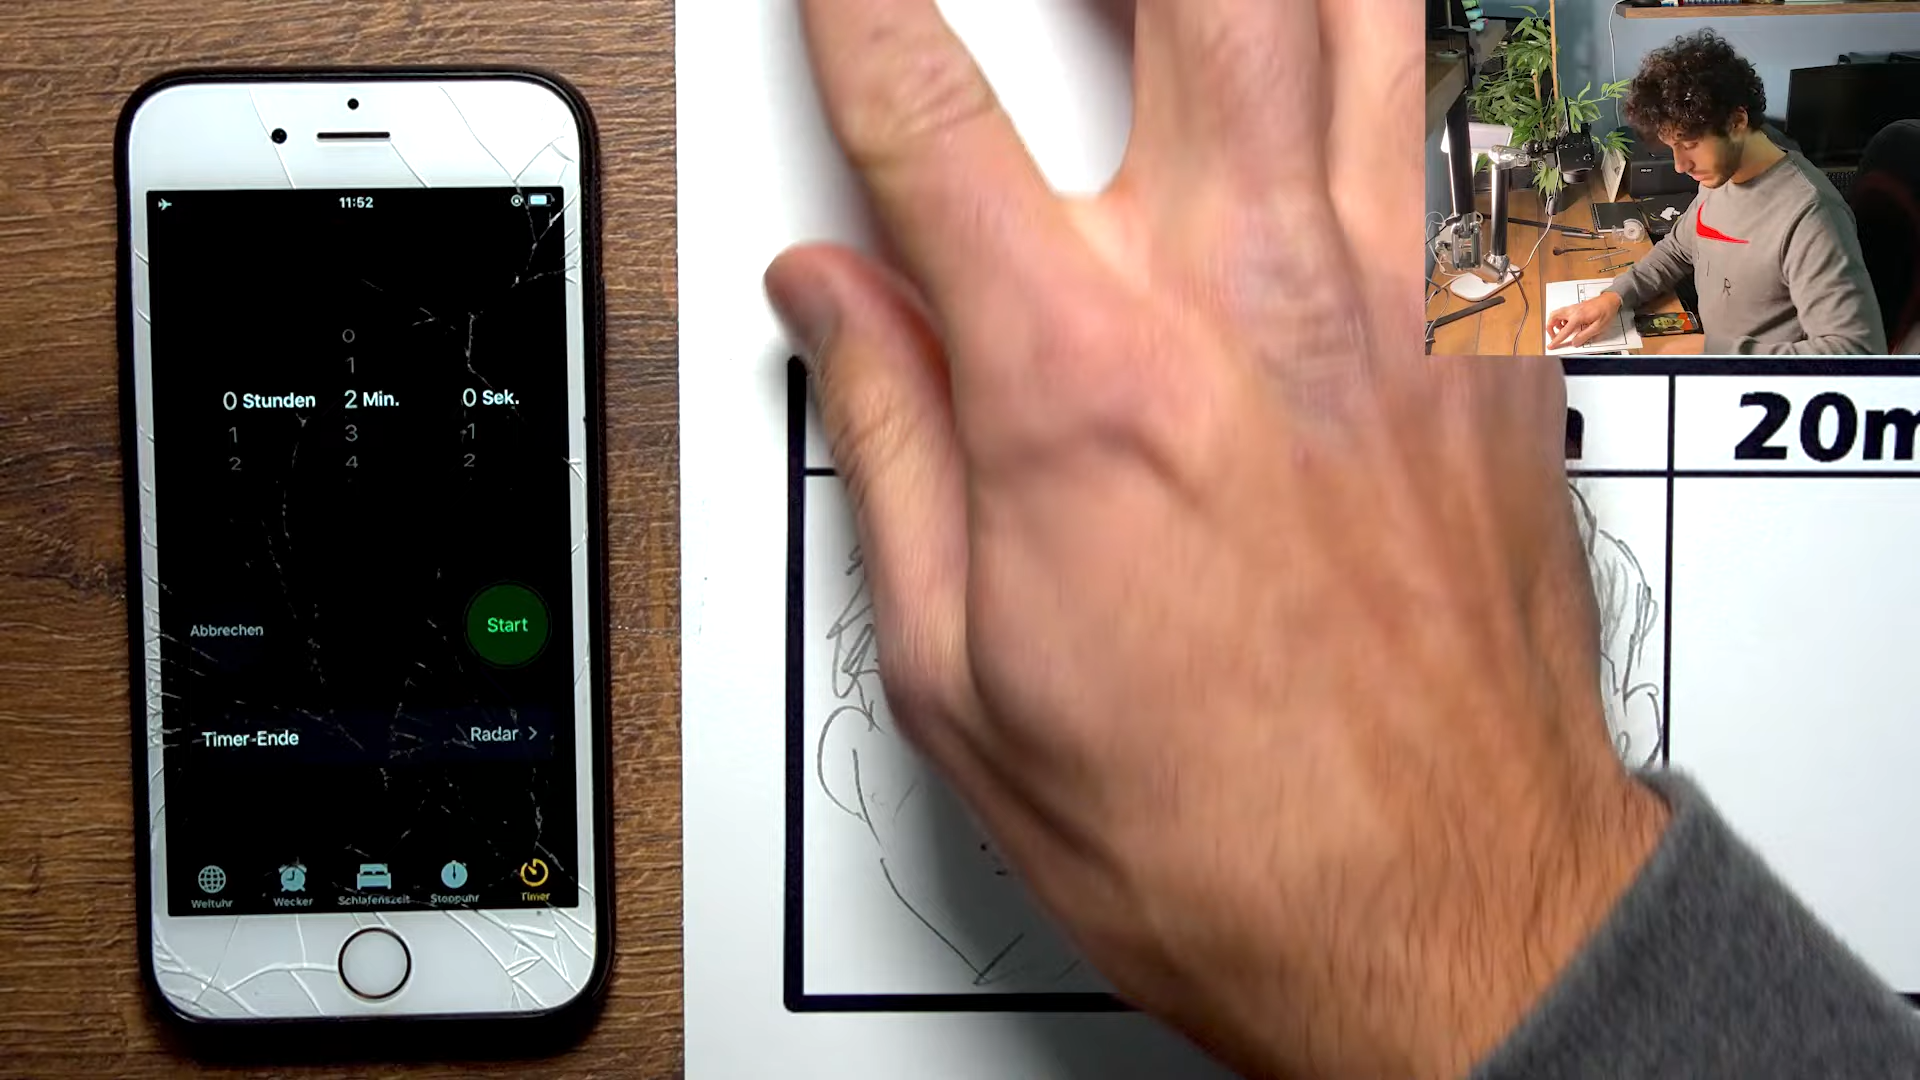 11:52
0
1
0 Stunden 2 Min. 0 Sek.
1 3 1
2 4 2
Abbrechen
Start
Timer-Ende Radar
Weltuhr Wecker Schlafenszeit Stoppuhr Timer
20m
R